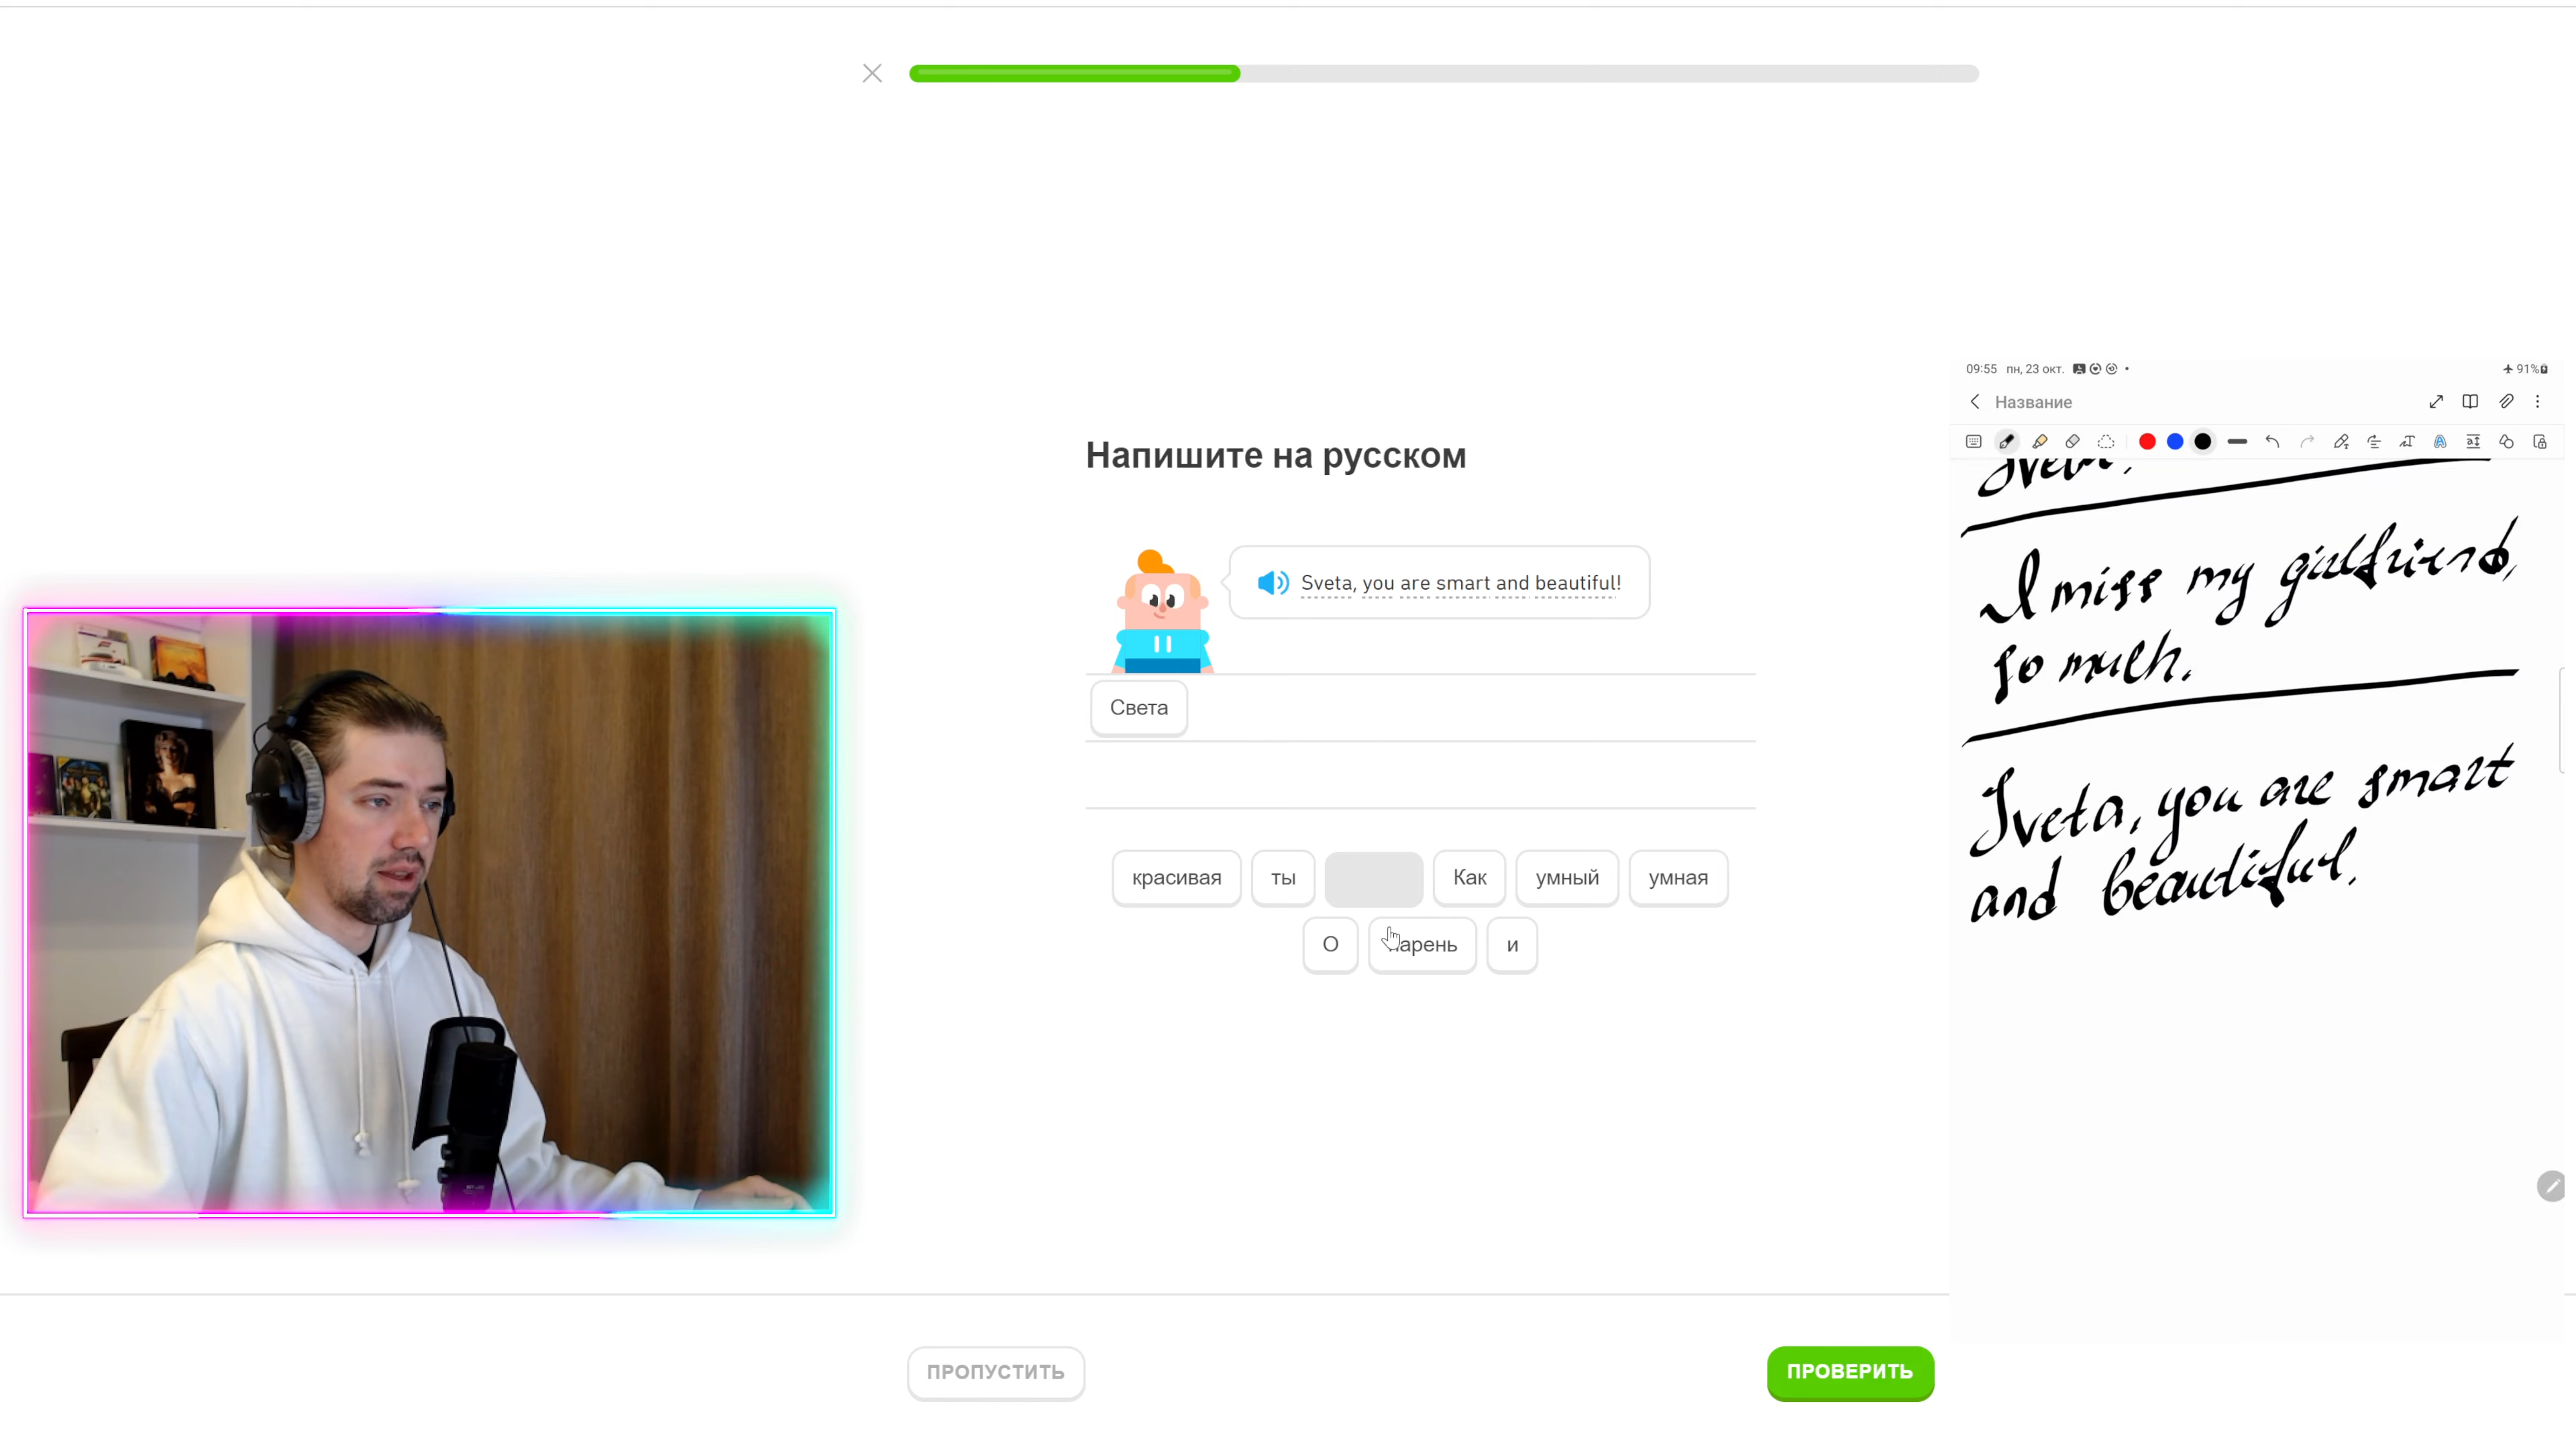 Напишите на русском
Sveta, you are smart and beautiful!
Света
красивая ты Как умный умная
О парень и
ПРОПУСТИТЬ
ПРОВЕРИТЬ
09:55 пн, 23 окт.
91%
Название
Sveta,
I miss my girlfriend,
so much.
Sveta, you are smart
and beautiful.